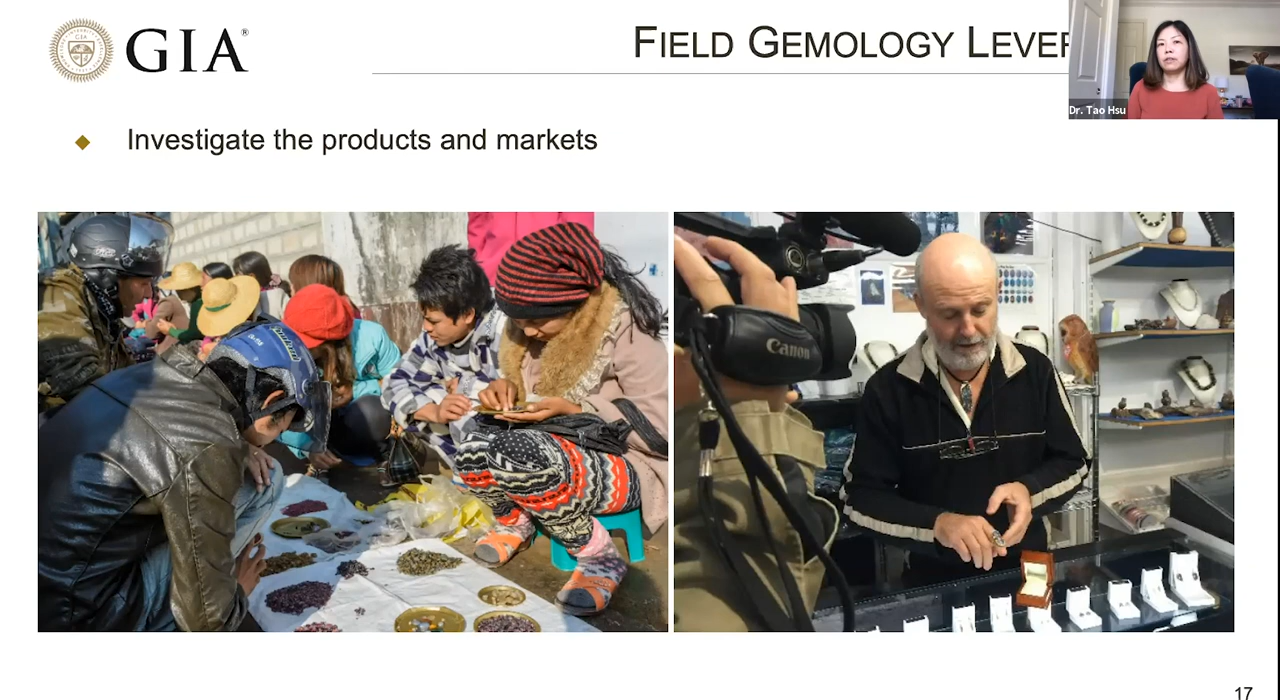 GIA®
FIELD GEMOLOGY LEVE
Dr. Tao Hsu
Investigate the products and markets
Canon
17